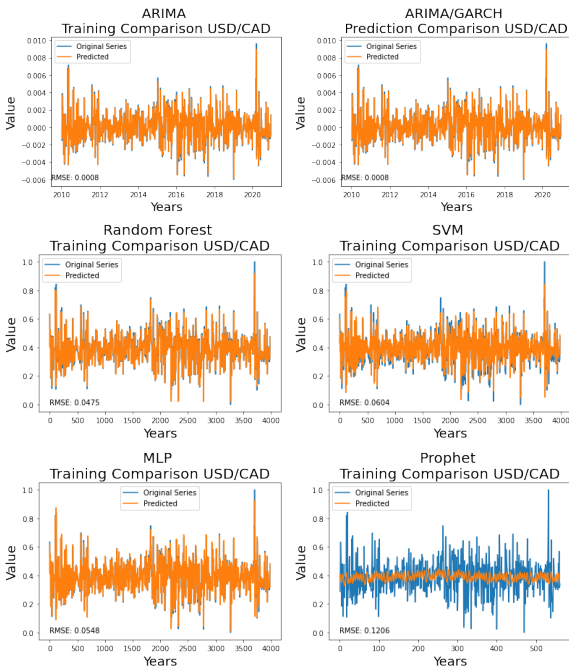 ARIMA
Training Comparison USD/CAD
Original Series
Predicted
0.010
0.008
0.006
0.004
0.002
0.000
−0.002
−0.004
−0.006
Value
RMSE: 0.0008
2010 2012 2014 2016 2018 2020
Years
ARIMA/GARCH
Prediction Comparison USD/CAD
Original Series
Predicted
0.010
0.008
0.006
0.004
0.002
0.000
−0.002
−0.004
−0.006
Value
RMSE: 0.0008
2010 2012 2014 2016 2018 2020
Years
Random Forest
Training Comparison USD/CAD
Original Series
Predicted
1.0
0.8
0.6
0.4
0.2
0.0
Value
RMSE: 0.0475
0 500 1000 1500 2000 2500 3000 3500 4000
Years
SVM
Training Comparison USD/CAD
Original Series
Predicted
1.0
0.8
0.6
0.4
0.2
0.0
Value
RMSE: 0.0604
0 500 1000 1500 2000 2500 3000 3500 4000
Years
MLP
Training Comparison USD/CAD
Original Series
Predicted
1.0
0.8
0.6
0.4
0.2
0.0
Value
RMSE: 0.0548
0 500 1000 1500 2000 2500 3000 3500 4000
Years
Prophet
Training Comparison USD/CAD
Original Series
Predicted
1.0
0.8
0.6
0.4
0.2
0.0
Value
RMSE: 0.1206
0 100 200 300 400 500
Years